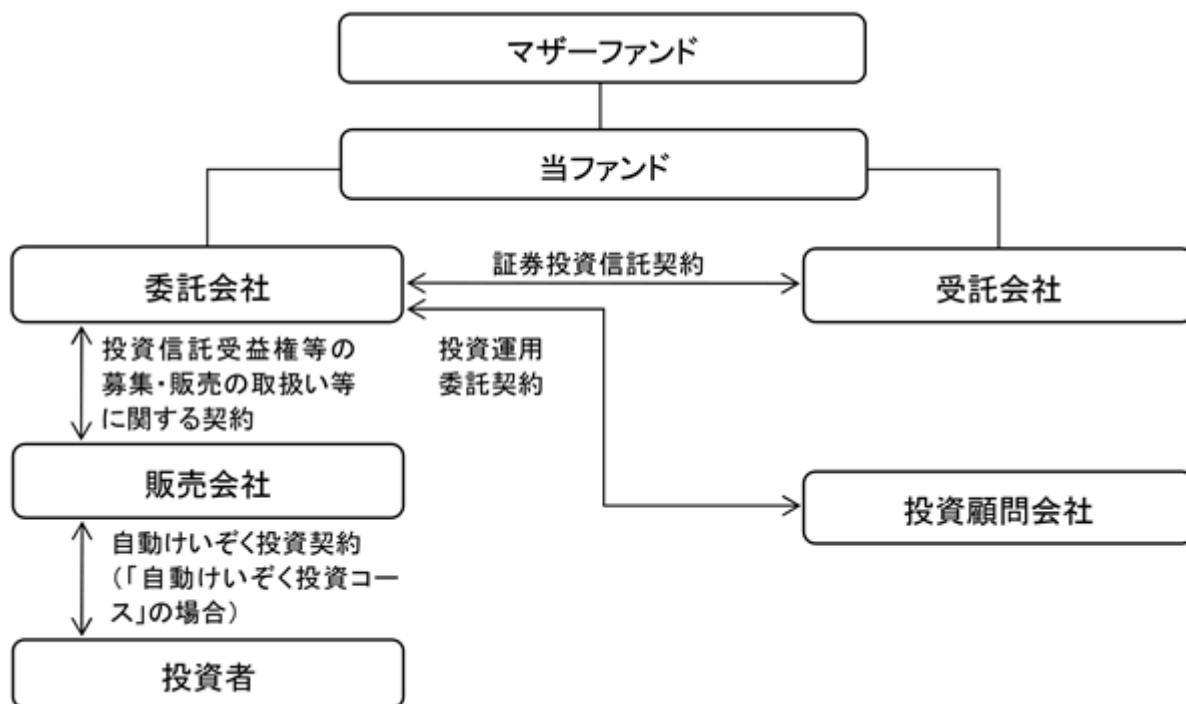 マザーファンド
当ファンド
証券投資信託契約
委託会社
受託会社
投資信託受益権等の
募集・販売の取扱い等
に関する契約
投資運用
委託契約
販売会社
投資顧問会社
自動けいぞく投資契約
(「自動けいぞく投資コー
ス」の場合)
投資者